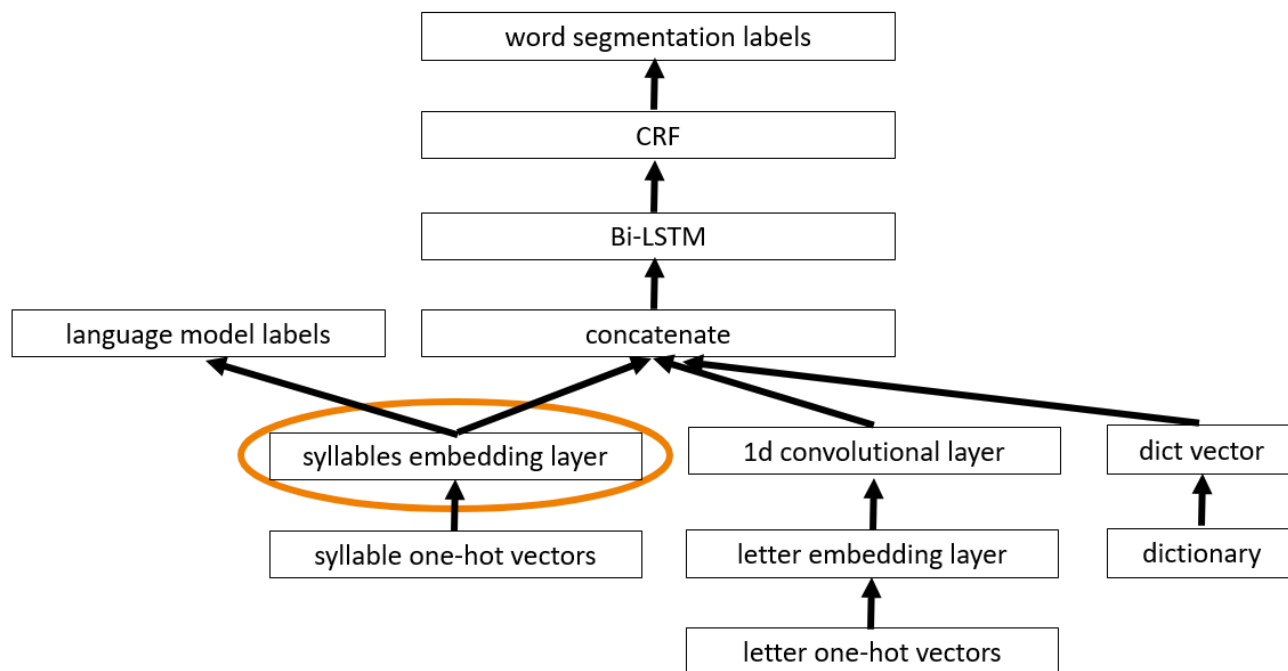 word segmentation labels
CRF
Bi-LSTM
language model labels
concatenate
syllables embedding layer
1d convolutional layer
dict vector
syllable one-hot vectors
letter embedding layer
dictionary
letter one-hot vectors